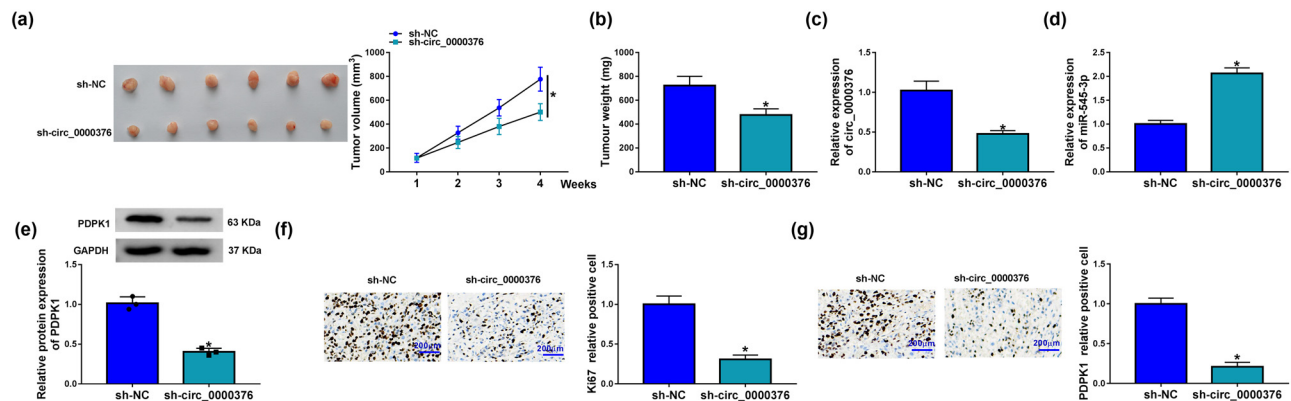 (a)
sh-NC
sh-circ_0000376
sh-NC
sh-circ_0000376
Tumor volume (mm3)
1000
800
600
400
200
0
*
1 2 3 4 Weeks
(b)
Tumour weight (mg)
1000
800
600
400
200
0
*
sh-NC sh-circ_0000376
(c)
Relative expression
of circ_0000376
1.5
1.0
0.5
0.0
*
sh-NC sh-circ_0000376
(d)
Relative expression
of miR-545-3p
2.5
2.0
1.5
1.0
0.5
0.0
*
sh-NC sh-circ_0000376
(e)
PDPK1
63 KDa
GAPDH
37 KDa
Relative protein expression
of PDPK1
1.5
1.0
0.5
0.0
*
sh-NC sh-circ_0000376
(f)
sh-NC
sh-circ_0000376
200μm
200μm
Ki67 relative positive cell
1.5
1.0
0.5
0.0
*
sh-NC sh-circ_0000376
(g)
sh-NC
sh-circ_0000376
200μm
200μm
PDPK1 relative positive cell
1.5
1.0
0.5
0.0
*
sh-NC sh-circ_0000376